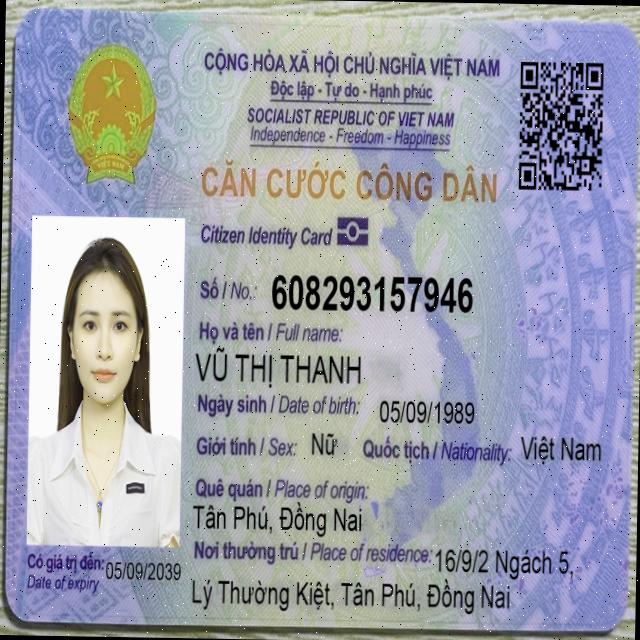 CỘNG HÒA XÃ HỘI CHỦ NGHĨA VIỆT NAM
Độc lập - Tự do - Hạnh phúc
SOCIALIST REPUBLIC OF VIET NAM
Independence - Freedom - Happiness
CĂN CƯỚC CÔNG DÂN
Citizen Identity Card
Số / No.: 608293157946
Họ và tên / Full name:
VŨ THỊ THANH
Ngày sinh / Date of birth: 05/09/1989
Giới tính / Sex: Nữ Quốc tịch / Nationality: Việt Nam
Quê quán / Place of origin:
Tân Phú, Đồng Nai
Nơi thường trú / Place of residence: 16/9/2 Ngách 5,
Lý Thường Kiệt, Tân Phú, Đồng Nai
Có giá trị đến: 05/09/2039
Date of expiry
VIỆT NAM